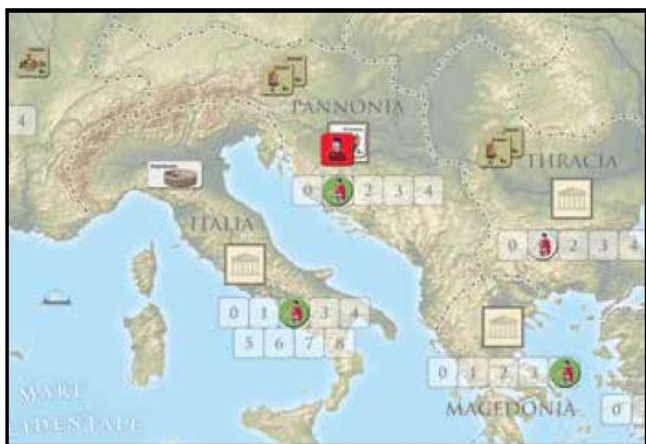 PANNONIA
THRACIA
4
0 2 3 4
ITALIA
0 2 3 4
0 1 3 4
5 6 7 8
0 1 2 3
MACEDONIA
0
MARE